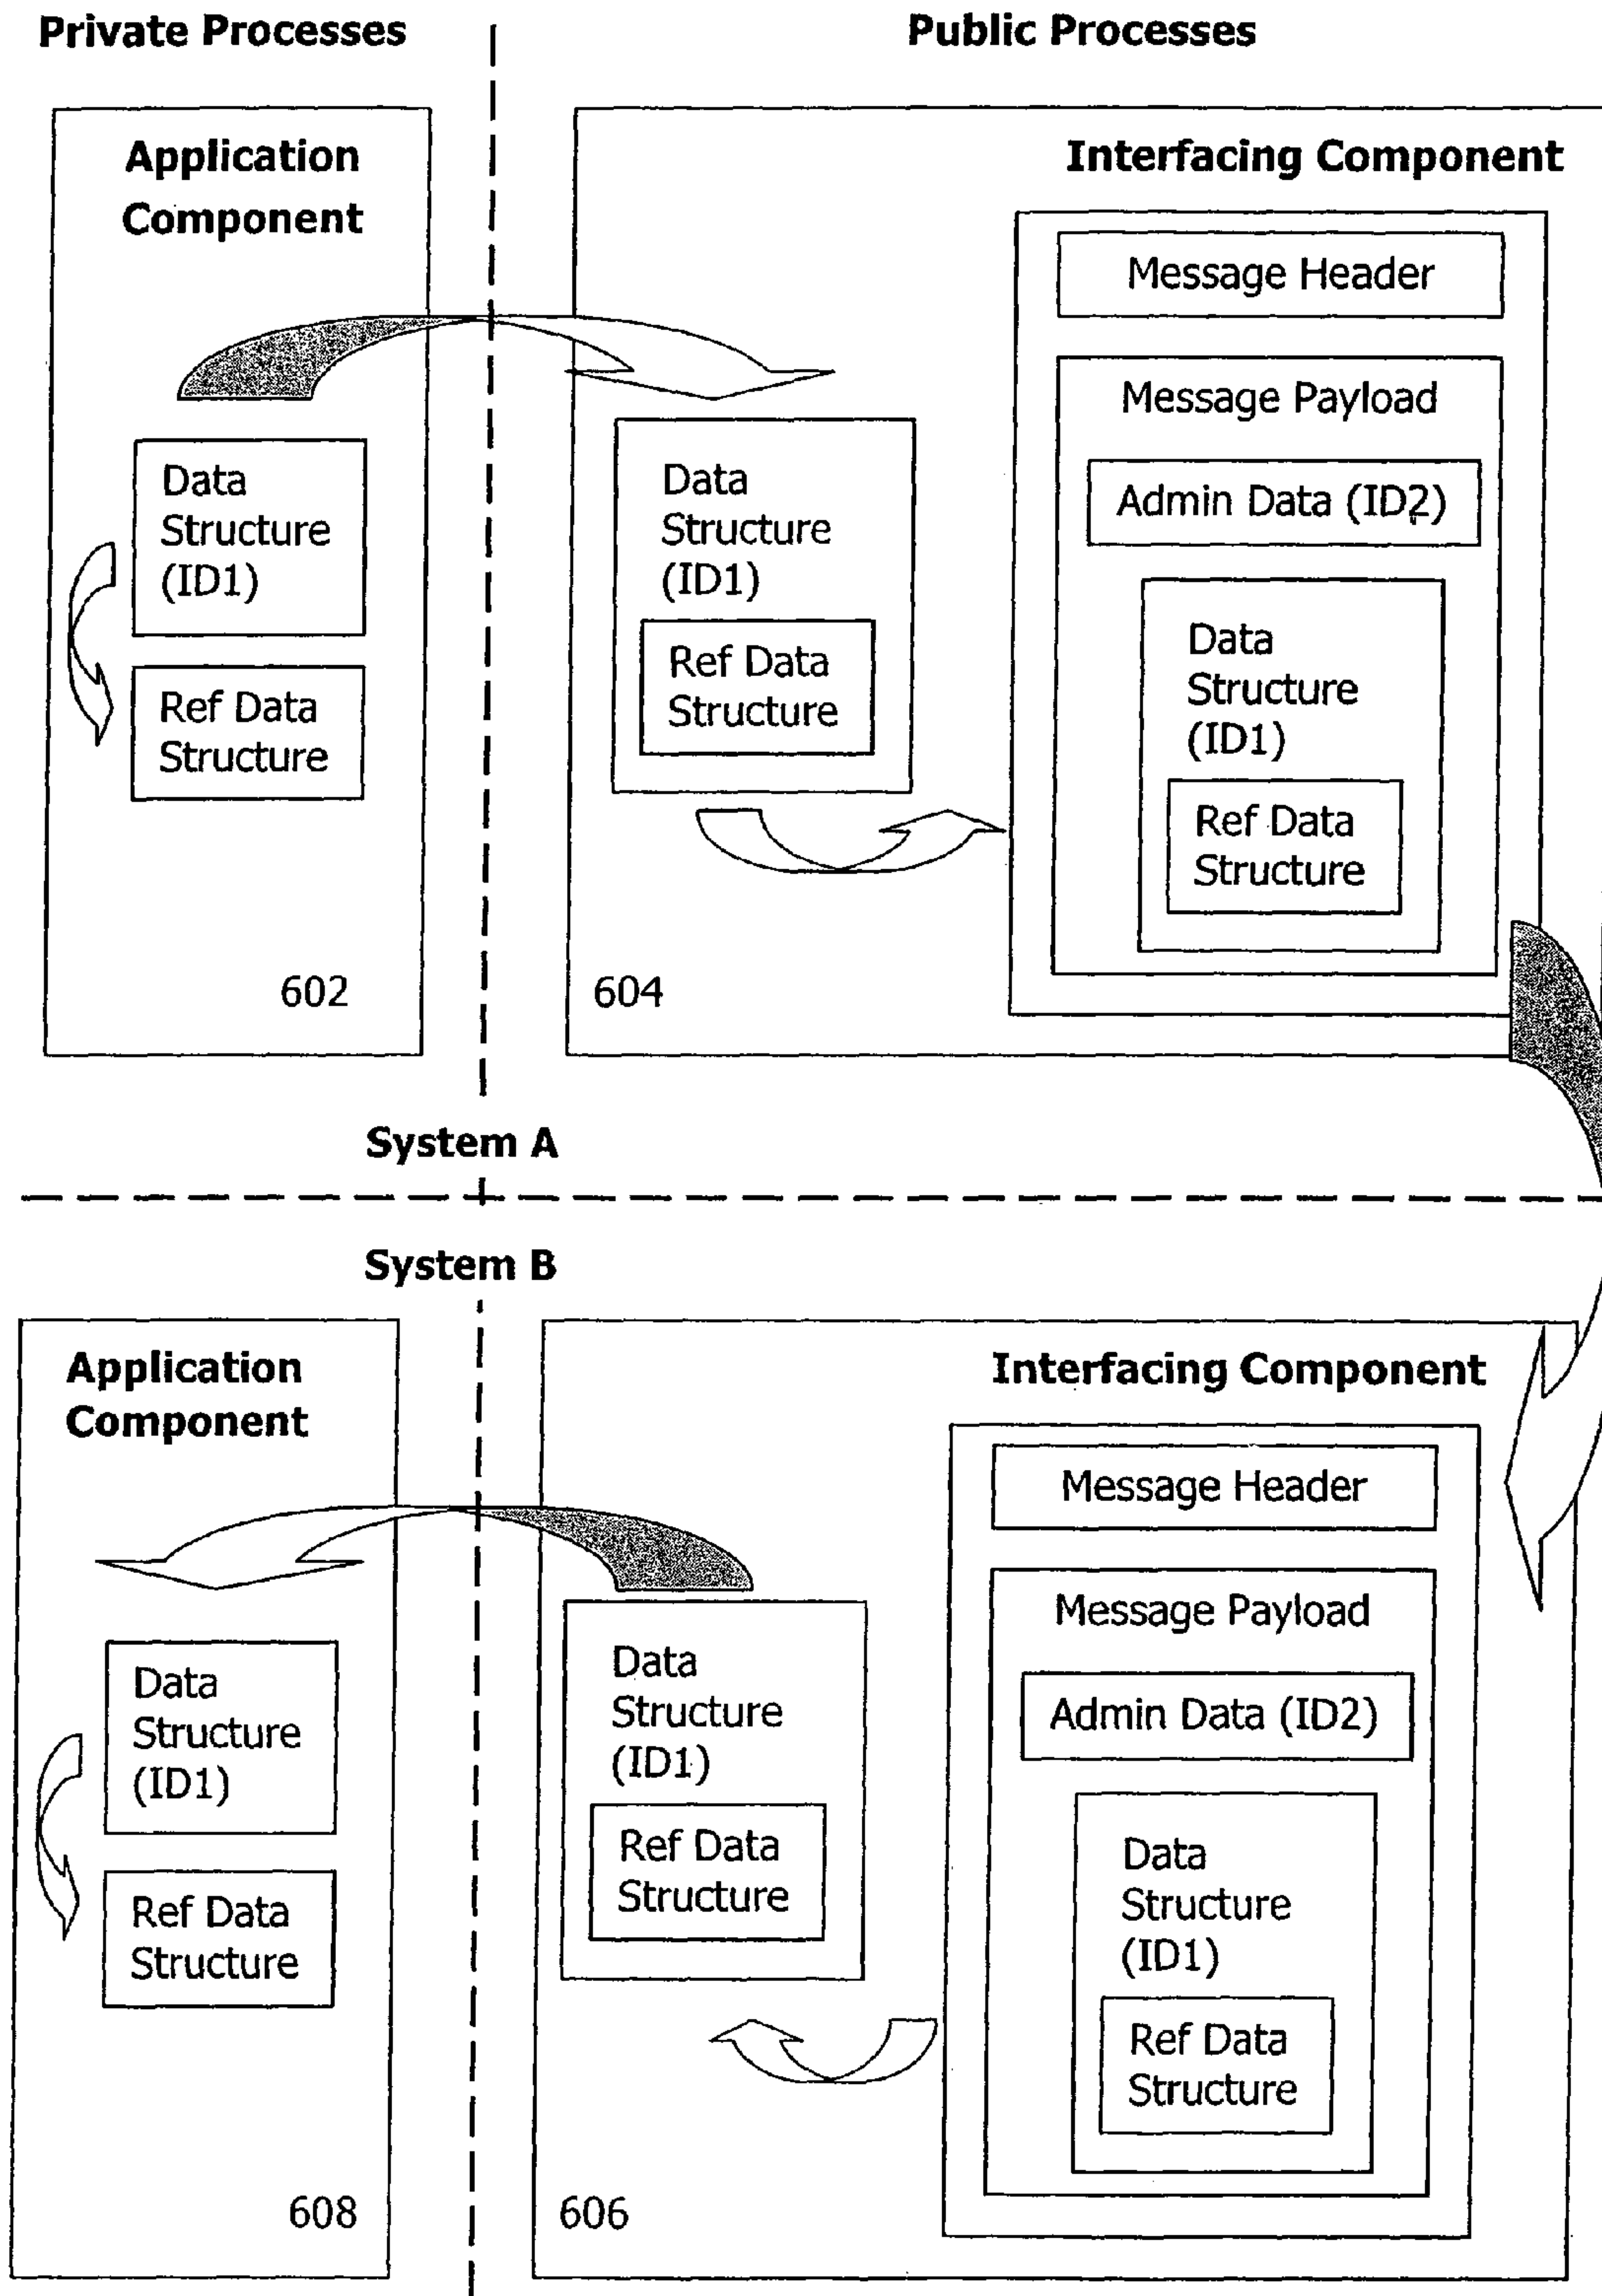 Private Processes
Public Processes
Application
Component
Data
Structure
(ID1)
Ref Data
Structure
602
Interfacing Component
Data
Structure
(ID1)
Ref Data
Structure
Message Header
Message Payload
Admin Data (ID2)
Data
Structure
(ID1)
Ref Data
Structure
604
System A
System B
Application
Component
Data
Structure
(ID1)
Ref Data
Structure
608
Interfacing Component
Data
Structure
(ID1)
Ref Data
Structure
Message Header
Message Payload
Admin Data (ID2)
Data
Structure
(ID1)
Ref Data
Structure
606